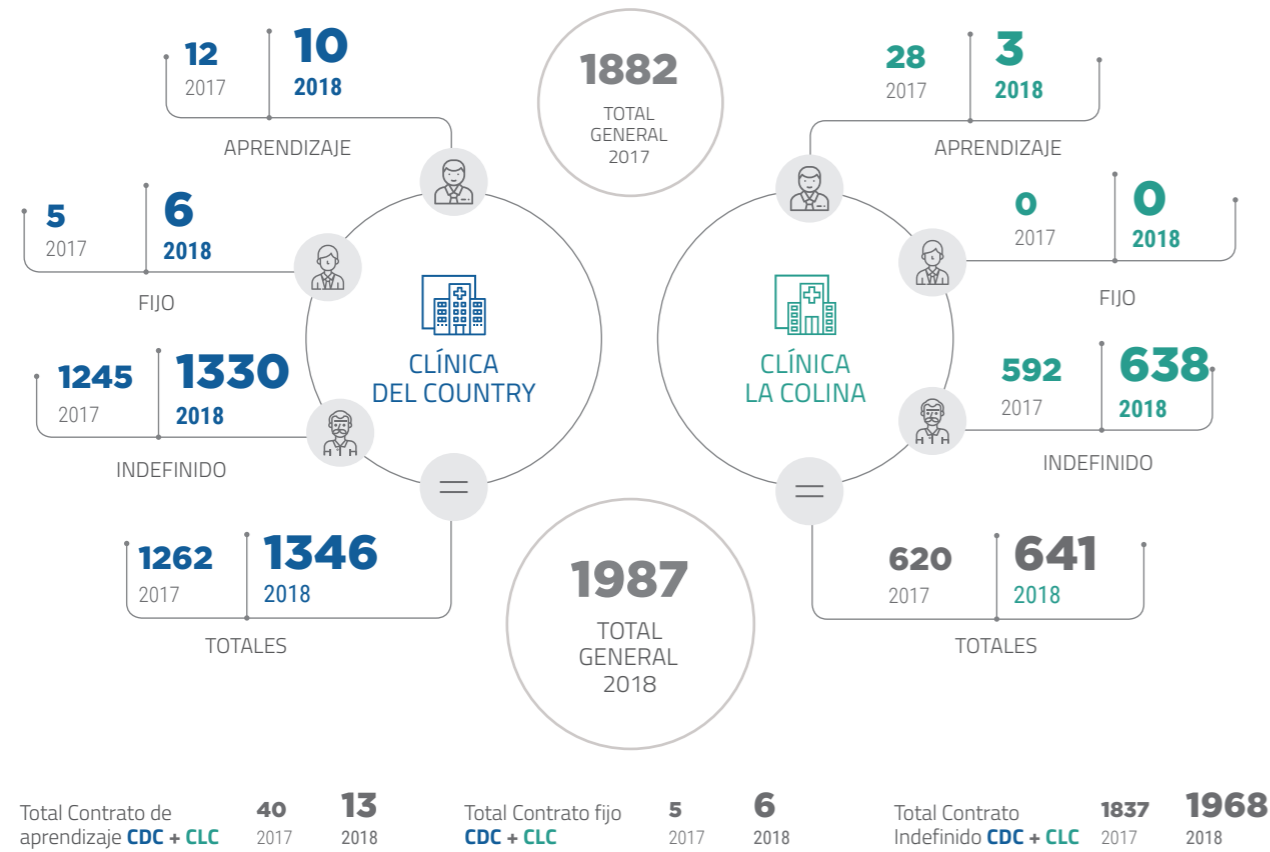 12
2017
10
2018
APRENDIZAJE
5
2017
6
2018
FIJO
1245
2017
1330
2018
INDEFINIDO
1262
2017
1346
2018
TOTALES
CLÍNICA
DEL COUNTRY
1882
TOTAL
GENERAL
2017
1987
TOTAL
GENERAL
2018
28
2017
3
2018
APRENDIZAJE
0
2017
0
2018
FIJO
592
2017
638
2018
INDEFINIDO
620
2017
641
2018
TOTALES
CLÍNICA
LA COLINA
Total Contrato de
aprendizaje CDC + CLC
40
2017
13
2018
Total Contrato fijo
CDC + CLC
5
2017
6
2018
Total Contrato
Indefinido CDC + CLC
1837
2017
1968
2018